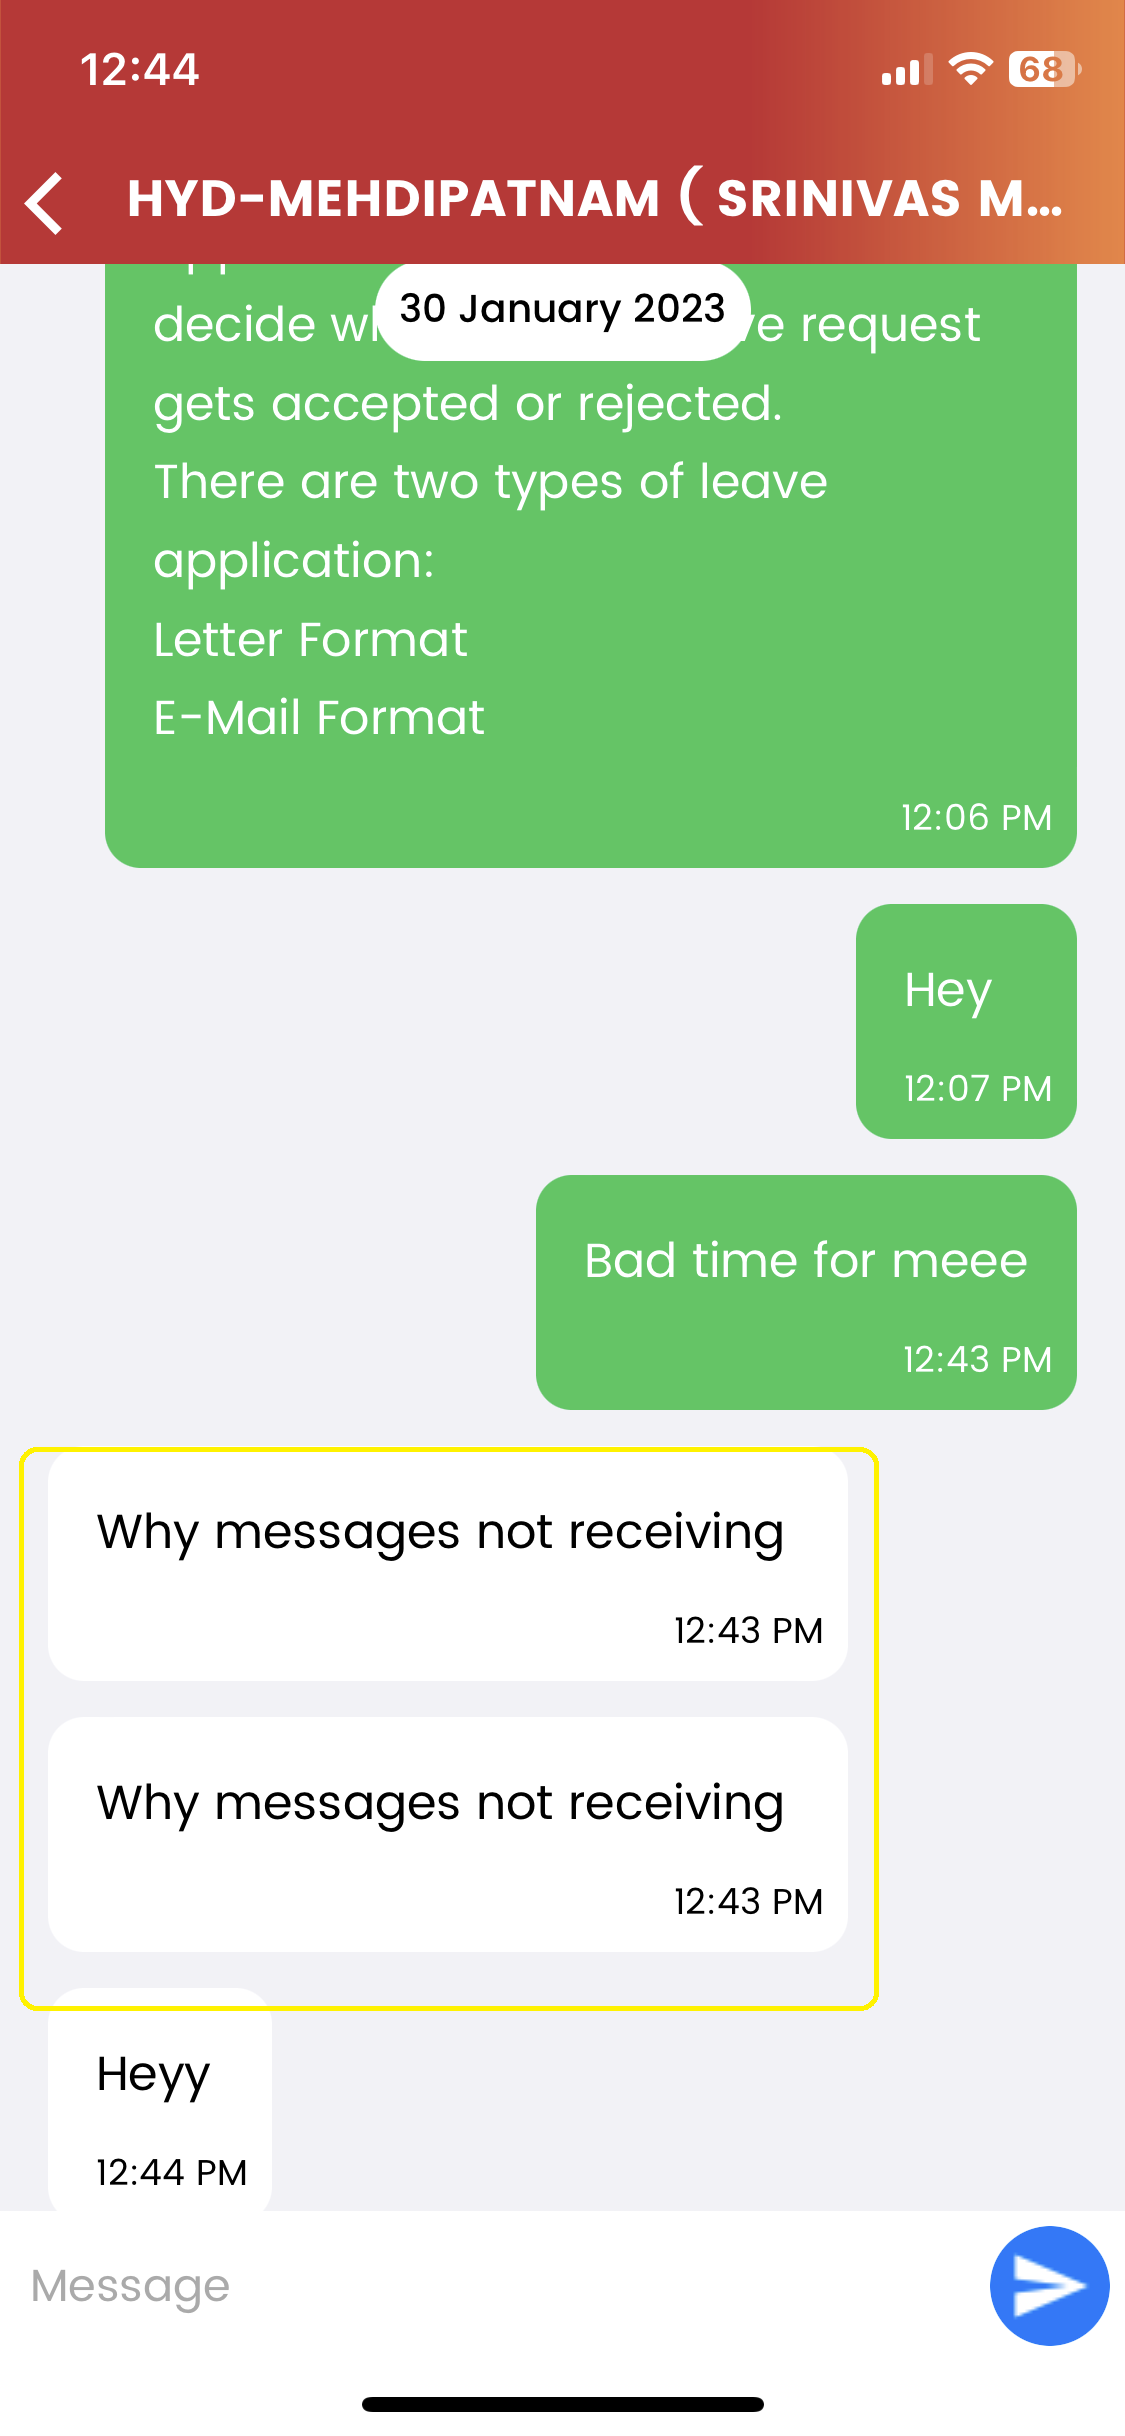 12:44
68
HYD-MEHDIPATNAM ( SRINIVAS M...
30 January 2023
decide request
gets accepted or rejected.
There are two types of leave
application:
Letter Format
E-Mail Format
12:06 PM
Hey
12:07 PM
Bad time for meee
12:43 PM
Why messages not receiving
12:43 PM
Why messages not receiving
12:43 PM
Heyy
12:44 PM
Message